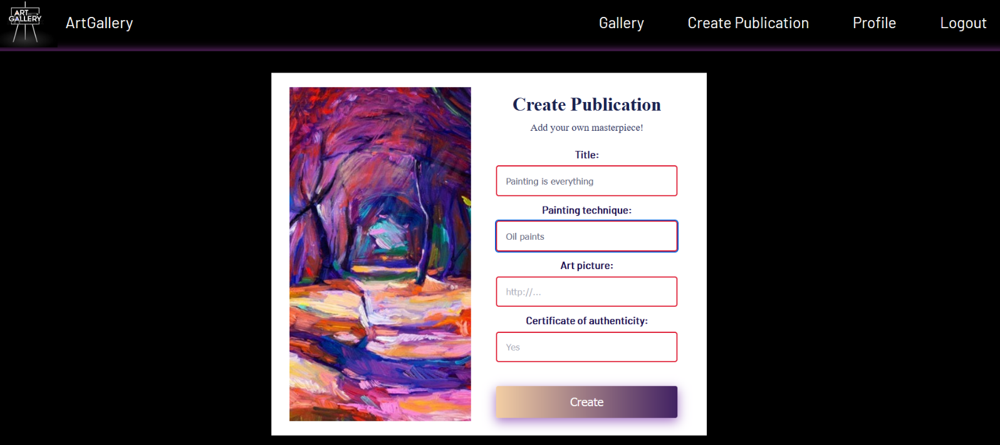 ART
GALLERY
ArtGallery
Gallery
Create Publication
Profile
Logout
Create Publication
Add your own masterpiece!
Title:
Painting is everything
Painting technique:
Oil paints
Art picture:
http://...
Certificate of authenticity:
Yes
Create